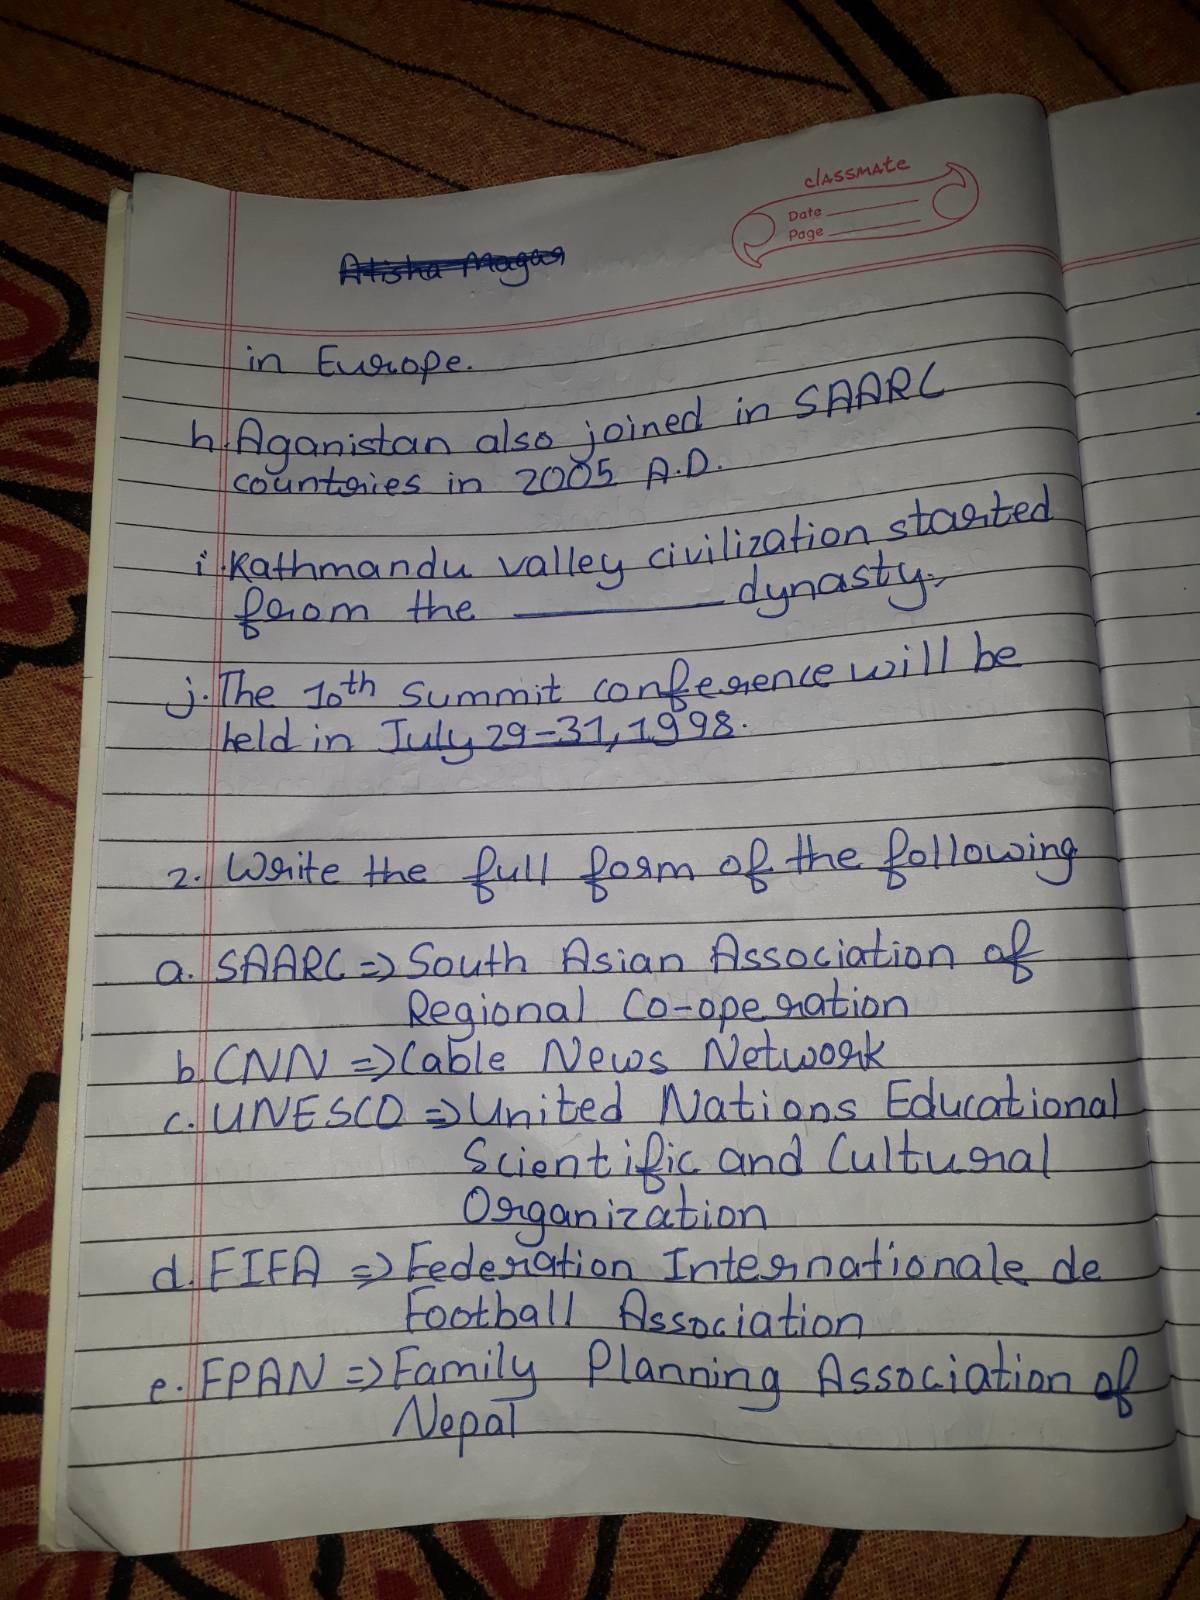 classmate
Date
Page
Atisha Magar
in Europe.
h. Aganistan also joined in SAARC
countries in 2005 A.D.
i. Kathmandu valley civilization started
from the ________ dynasty.
j. The 10th Summit conference will be
held in July 29-31, 1998.
2. Write the full form of the following
a. SAARC => South Asian Association of
Regional Co-operation
b. CNN => Cable News Network
c. UNESCO => United Nations Educational
Scientific and Cultural
Organization
d. FIFA => Federation Internationale de
Football Association
e. FPAN => Family Planning Association of
Nepal